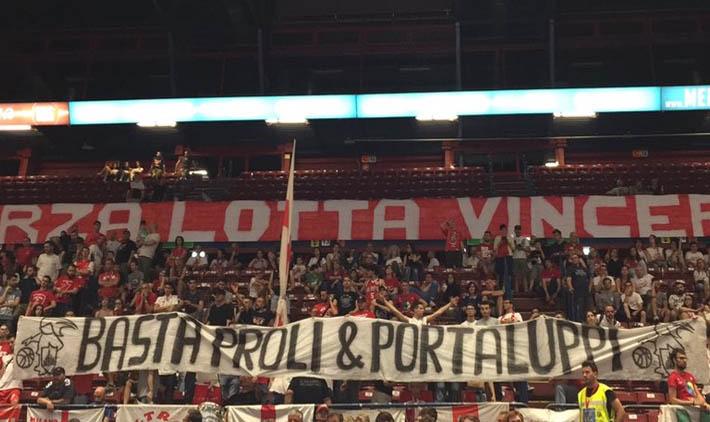 RZA LOTTA VINCER
BASTA PROLI & PORTALUPPI